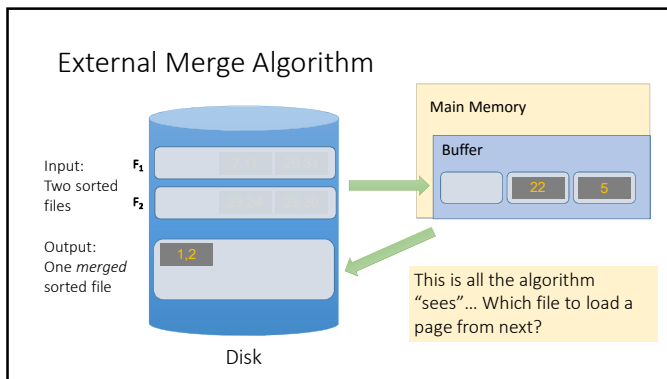 External Merge Algorithm
Main Memory
Buffer
22
5
Input:
Two sorted
files
F₁
F₂
Output:
One merged
sorted file
1,2
This is all the algorithm
“sees”… Which file to load a
page from next?
Disk